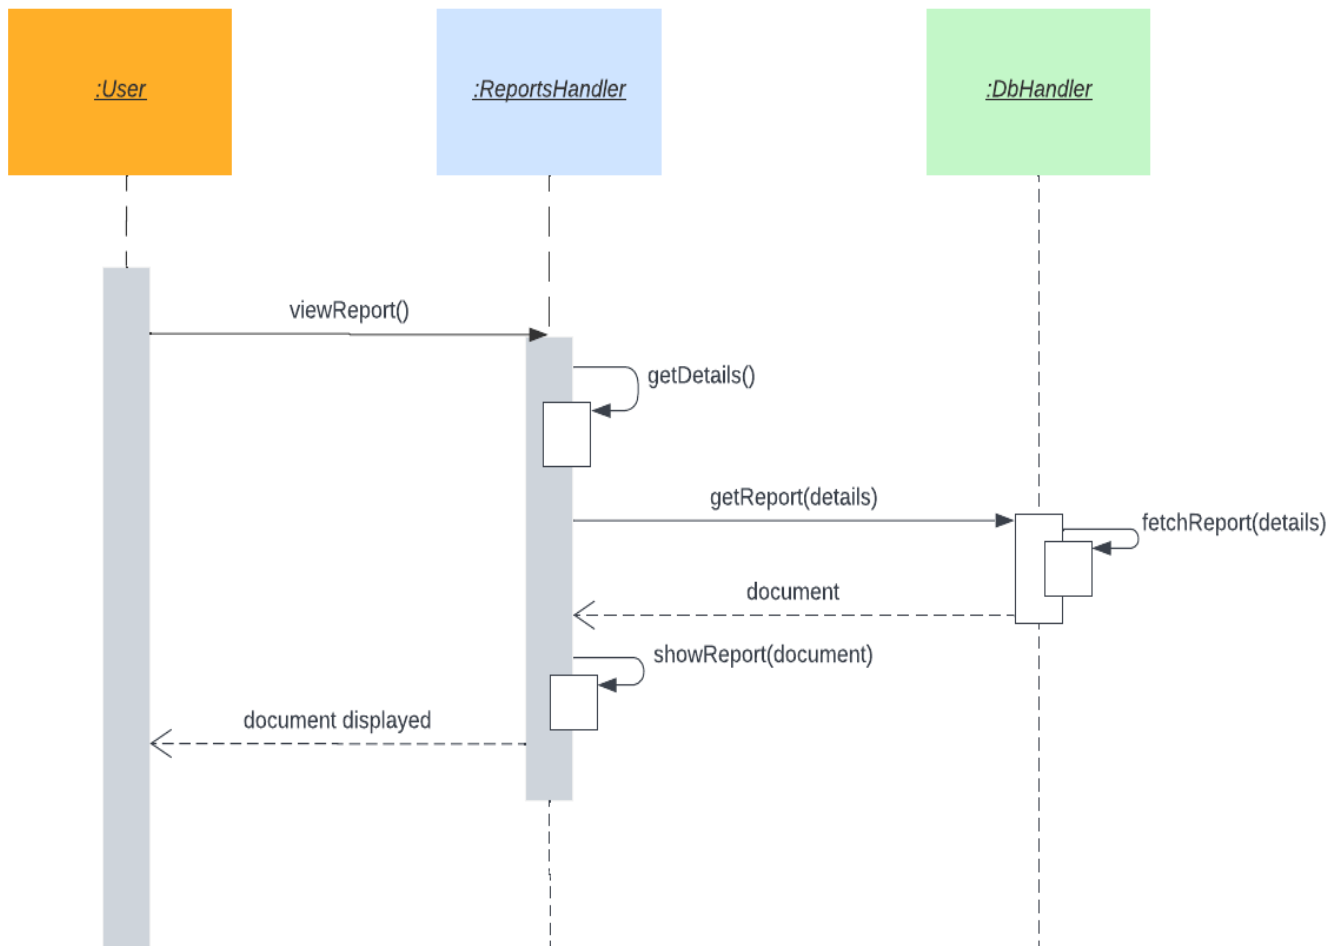 :User
:ReportsHandler
:DbHandler
viewReport()
getDetails()
getReport(details)
fetchReport(details)
document
showReport(document)
document displayed